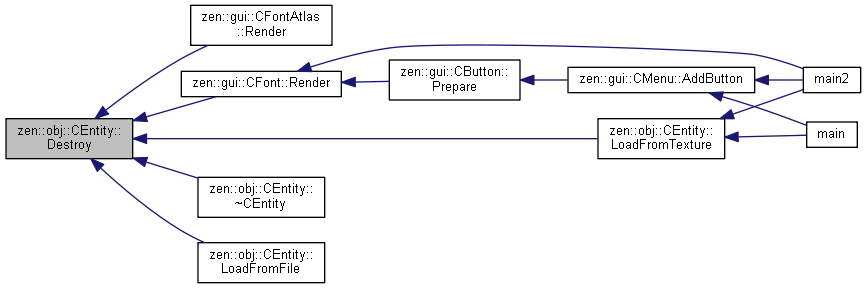 zen::gui::CFontAtlas
::Render
zen::gui::CButton::
Prepare
zen::gui::CFont::Render
zen::gui::CMenu::AddButton
main2
zen::obj::CEntity::
Destroy
zen::obj::CEntity::
LoadFromTexture
main
zen::obj::CEntity::
~CEntity
zen::obj::CEntity::
LoadFromFile